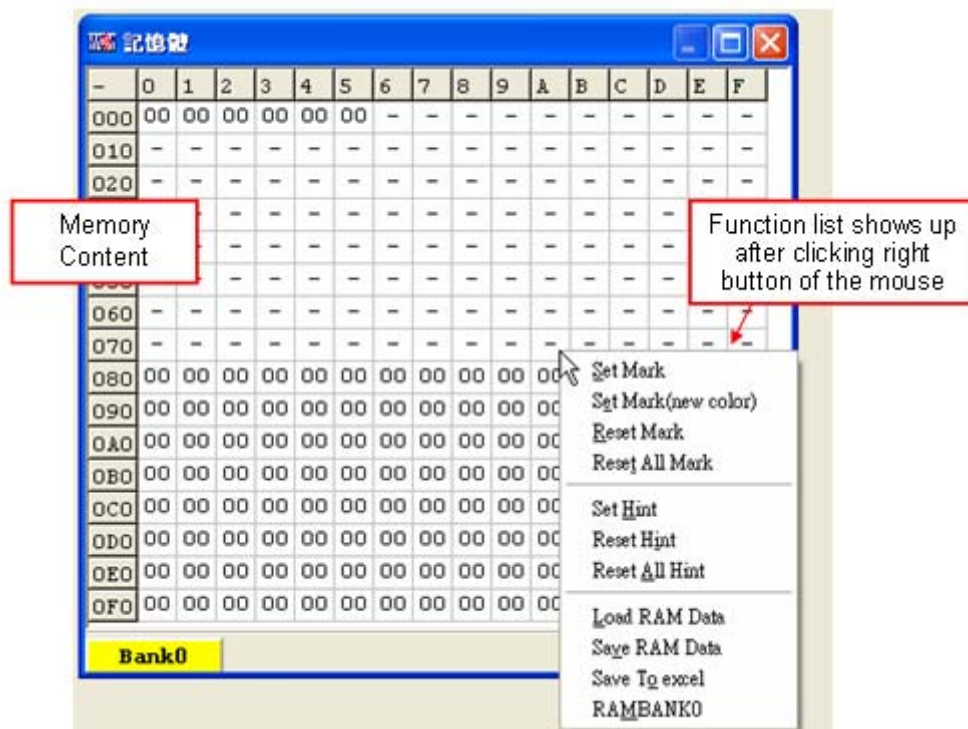 記憶體
- 0 1 2 3 4 5 6 7 8 9 A B C D E F
000 00 00 00 00 00 00 - - - - - - - - - -
010 - - - - - - - - - - - - - - - -
020 - - - - - - - - - - - - - - - -
- - - - - - - - - - - - -
- - - - - - - - - - - - -
- - - - - - - - - - - - -
Memory
Content
Function list shows up
after clicking right
button of the mouse
060 - - - - - - - - - - - - - - - -
070 - - - - - - - - - - - - - - - -
080 00 00 00 00 00 00 00 00 00 00 00
090 00 00 00 00 00 00 00 00 00 00
0A0 00 00 00 00 00 00 00 00 00 00
0B0 00 00 00 00 00 00 00 00 00 00
0C0 00 00 00 00 00 00 00 00 00 00
0D0 00 00 00 00 00 00 00 00 00 00
0E0 00 00 00 00 00 00 00 00 00 00
0F0 00 00 00 00 00 00 00 00 00 00
Set Mark
Set Mark(new color)
Reset Mark
Reset All Mark
Set Hint
Reset Hint
Reset All Hint
Load RAM Data
Save RAM Data
Save To excel
RAMBANK0
Bank0